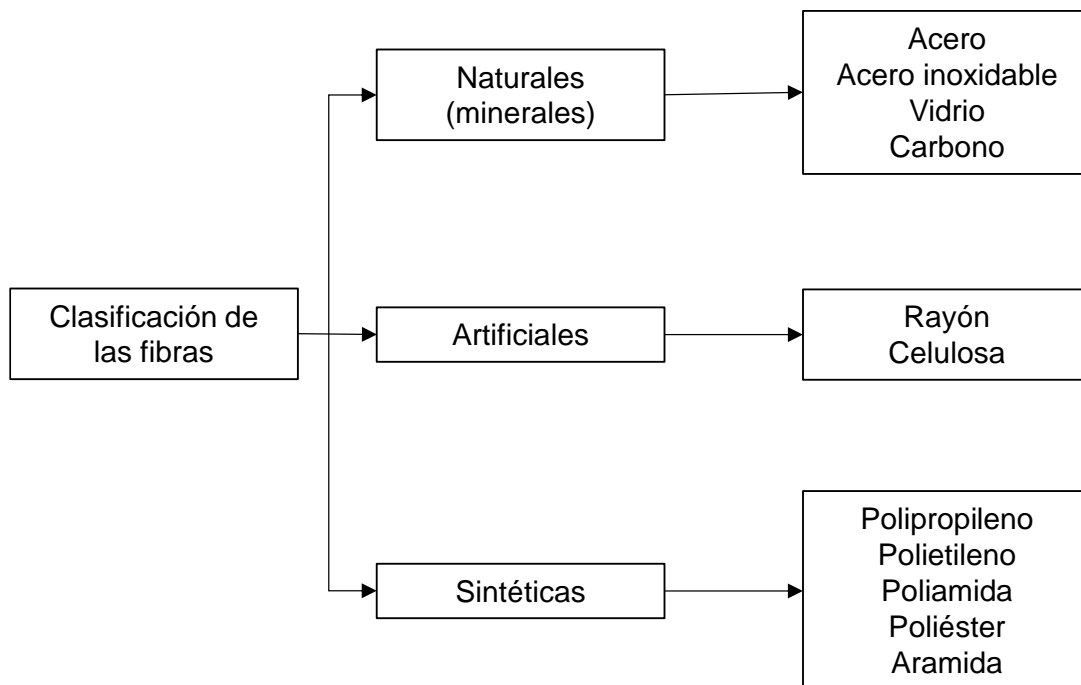 Clasificación de
las fibras
Naturales
(minerales)
Acero
Acero inoxidable
Vidrio
Carbono
Artificiales
Rayón
Celulosa
Sintéticas
Polipropileno
Polietileno
Poliamida
Poliéster
Aramida